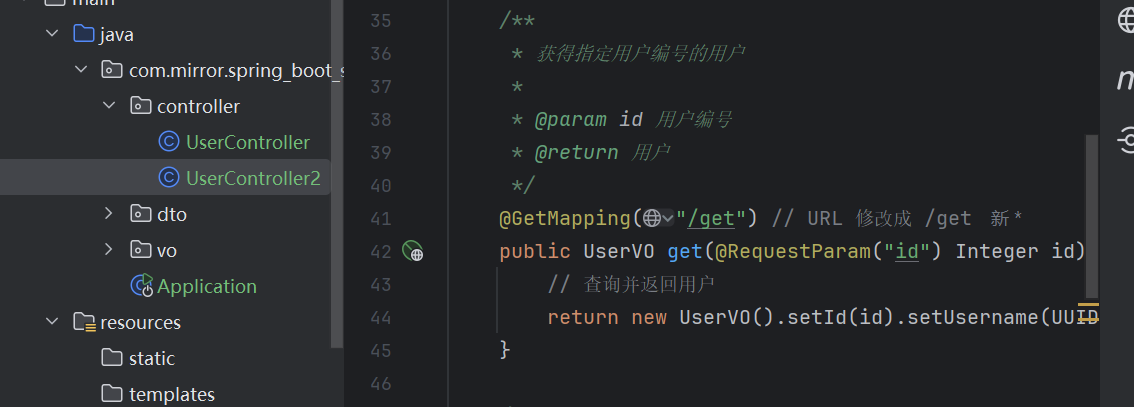 main
java
com.mirror.spring_boot_s
controller
UserController
UserController2
dto
vo
Application
resources
static
templates
35 /**
36 * 获得指定用户编号的用户
37 *
38 * @param id 用户编号
39 * @return 用户
40 */
41 @GetMapping("/get") // URL 修改成 /get 新*
42 public UserVO get(@RequestParam("id") Integer id)
43 // 查询并返回用户
44 return new UserVO().setId(id).setUsername(UUID
45 }
46